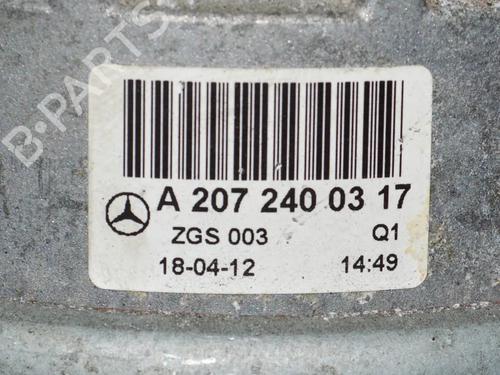 B-PARTS
A 207 240 03 17
ZGS 003 Q1
18-04-12 14:49